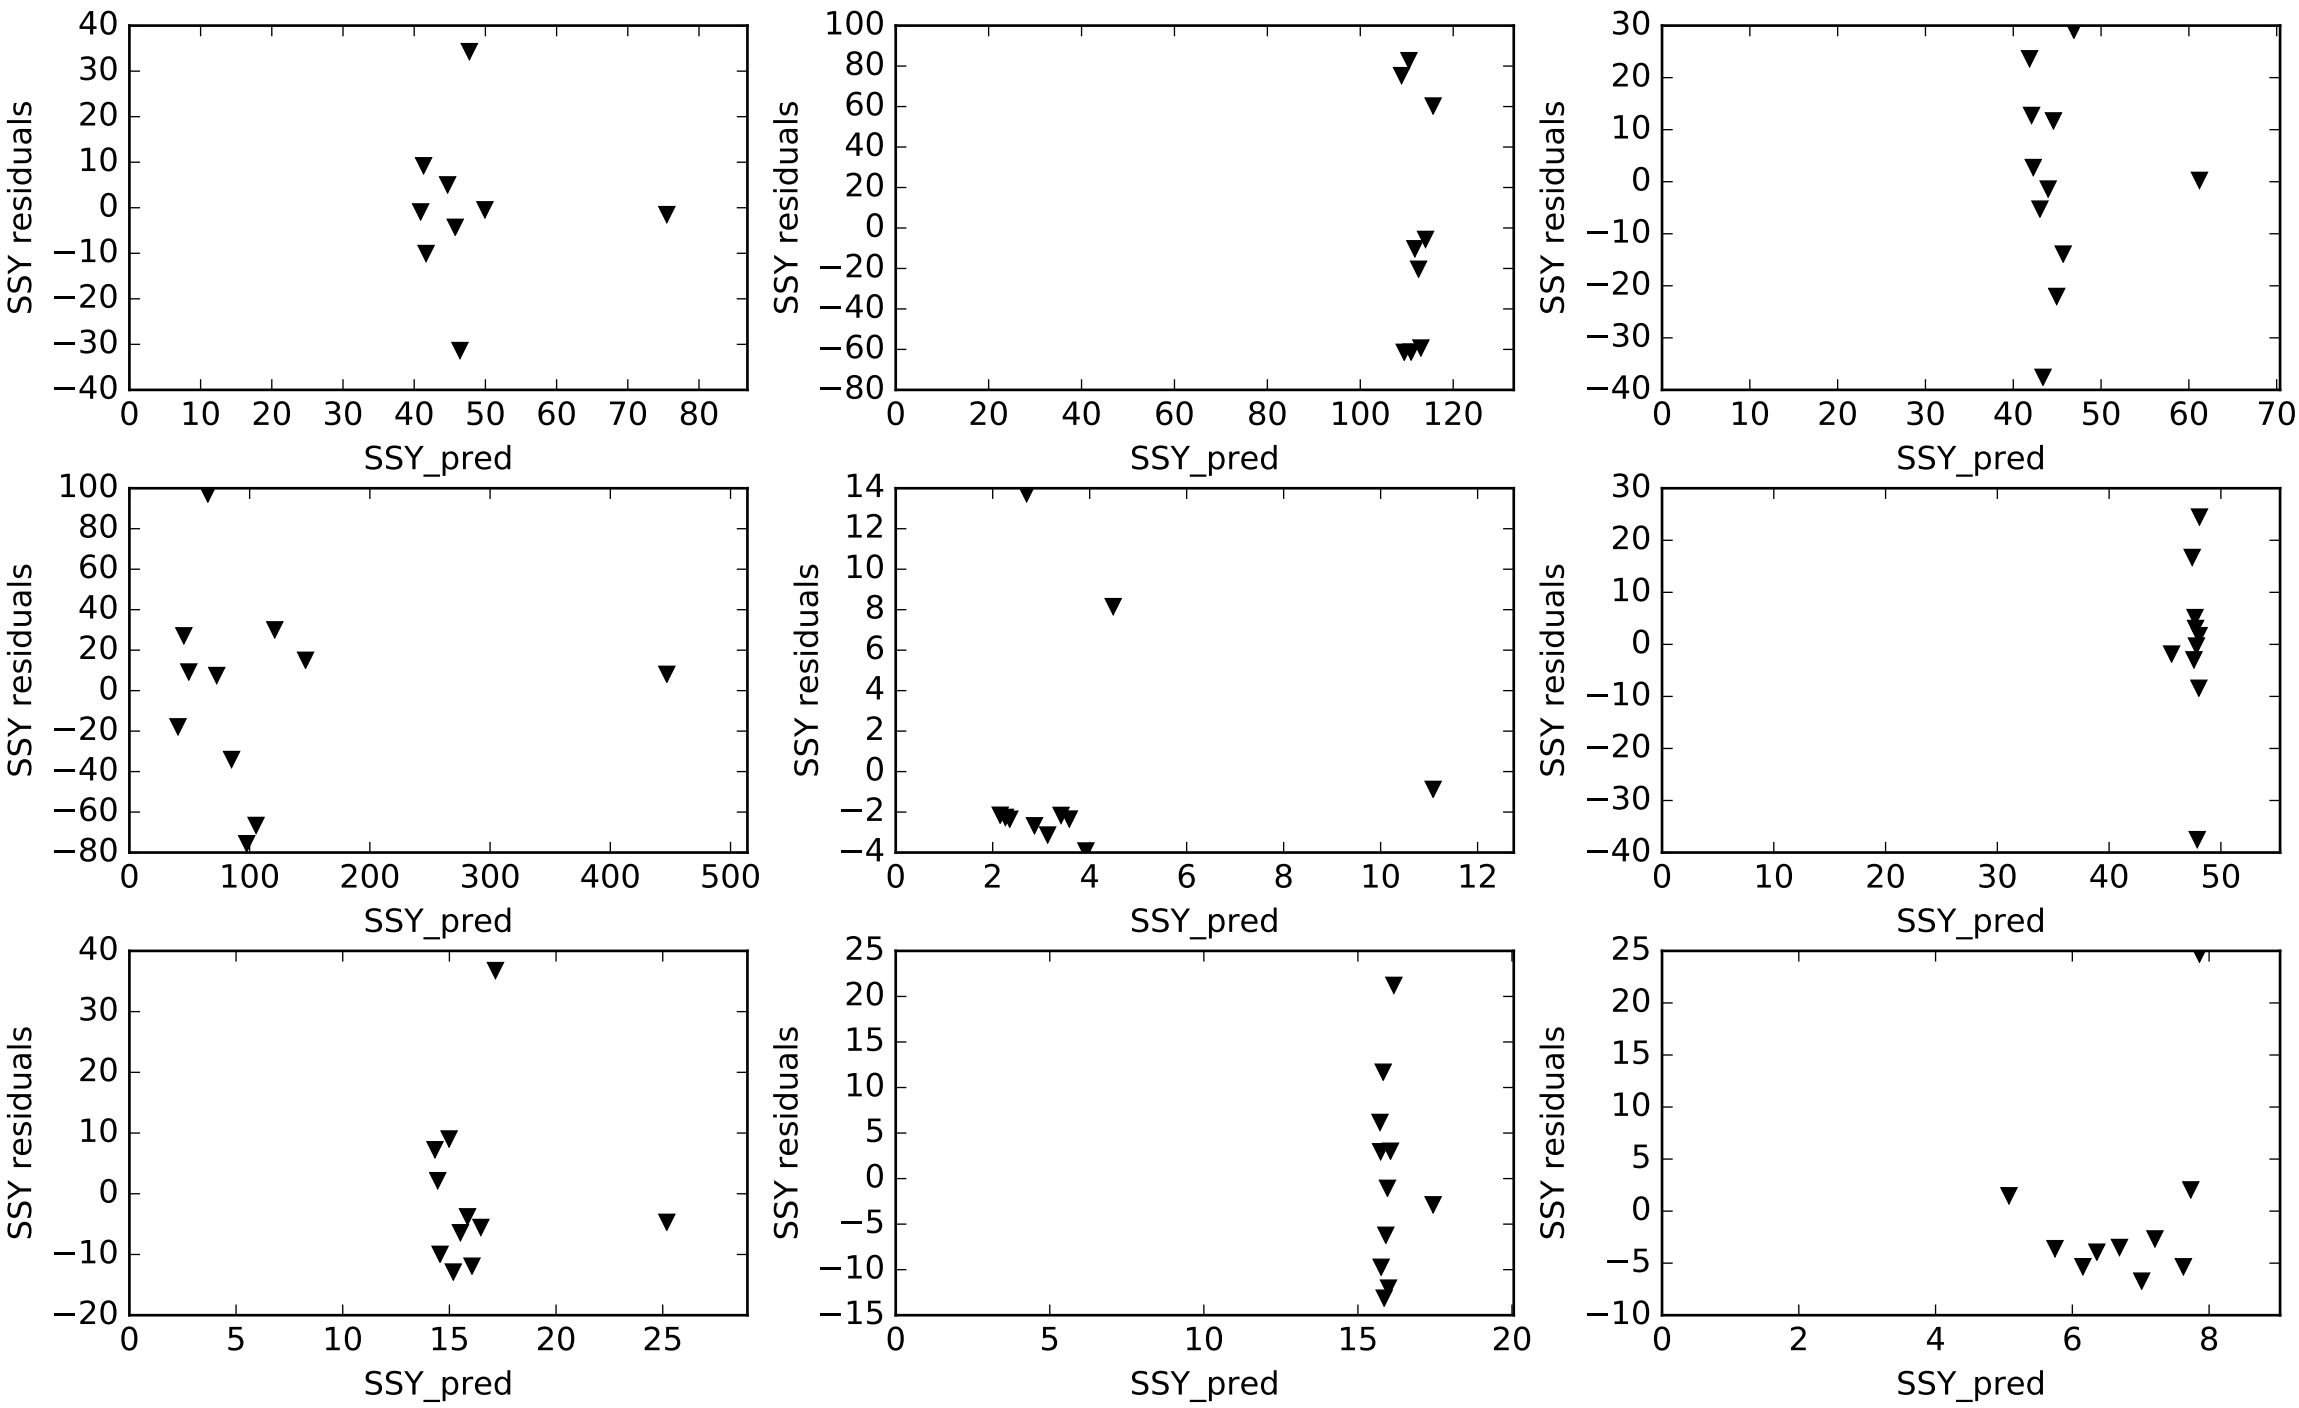 40
30
20
10
0
−10
−20
−30
−40
0 10 20 30 40 50 60 70 80
SSY_pred
SSY residuals
100
80
60
40
20
0
−20
−40
−60
−80
0 20 40 60 80 100 120
SSY_pred
SSY residuals
30
20
10
0
−10
−20
−30
−40
0 10 20 30 40 50 60 70
SSY_pred
SSY residuals
100
80
60
40
20
0
−20
−40
−60
−80
0 100 200 300 400 500
SSY_pred
SSY residuals
14
12
10
8
6
4
2
0
−2
−4
0 2 4 6 8 10 12
SSY_pred
SSY residuals
30
20
10
0
−10
−20
−30
−40
0 10 20 30 40 50
SSY_pred
SSY residuals
40
30
20
10
0
−10
−20
0 5 10 15 20 25
SSY_pred
SSY residuals
25
20
15
10
5
0
−5
−10
−15
0 5 10 15 20
SSY_pred
SSY residuals
25
20
15
10
5
0
−5
−10
0 2 4 6 8
SSY_pred
SSY residuals